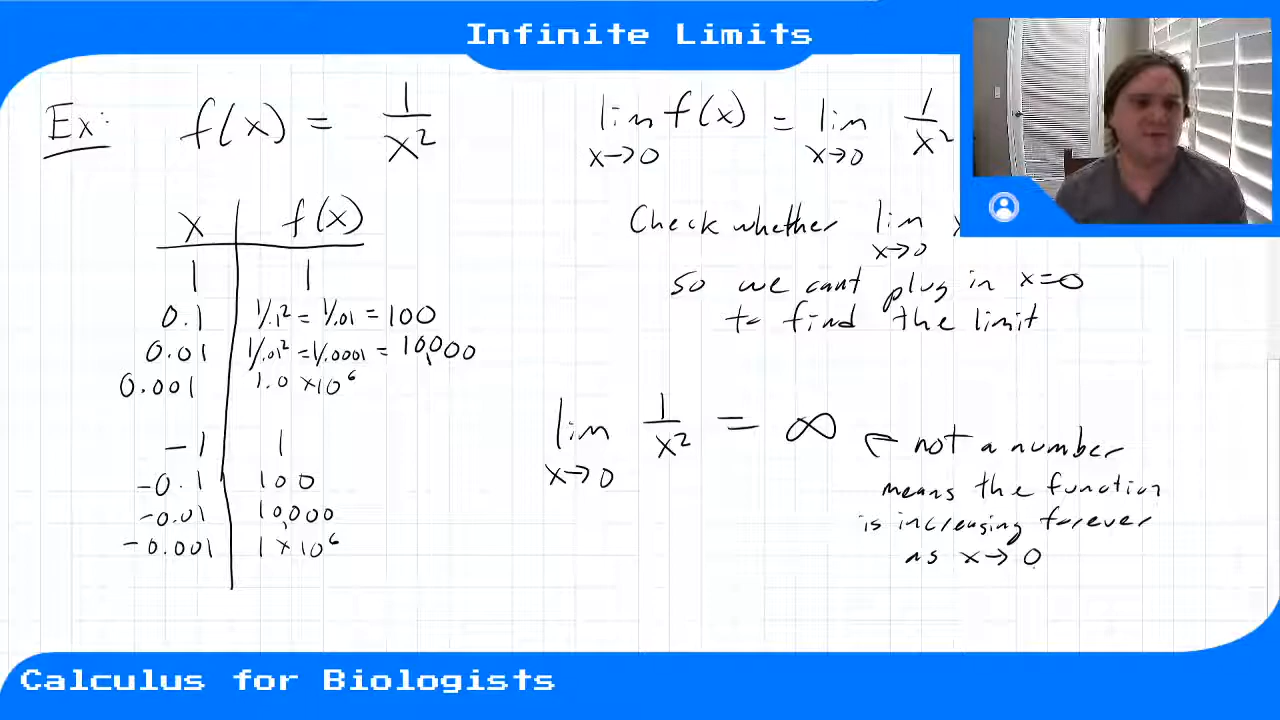 Infinite Limits
Ex: f(x) = 1/x²
x f(x)
1 1
0.1 1/.1² = 1/.01 = 100
0.01 1/.01² = 1/.0001 = 10,000
0.001 1.0 x10⁶
-1 1
-0.1 100
-0.01 10,000
-0.001 1 x 10⁶
lim x→0 f(x) = lim x→0 1/x²
Check whether lim x→0
so we cant plug in x=0
to find the limit
lim x→0 1/x² = ∞ ← not a number
means the function
is increasing forever
as x→0
Calculus for Biologists